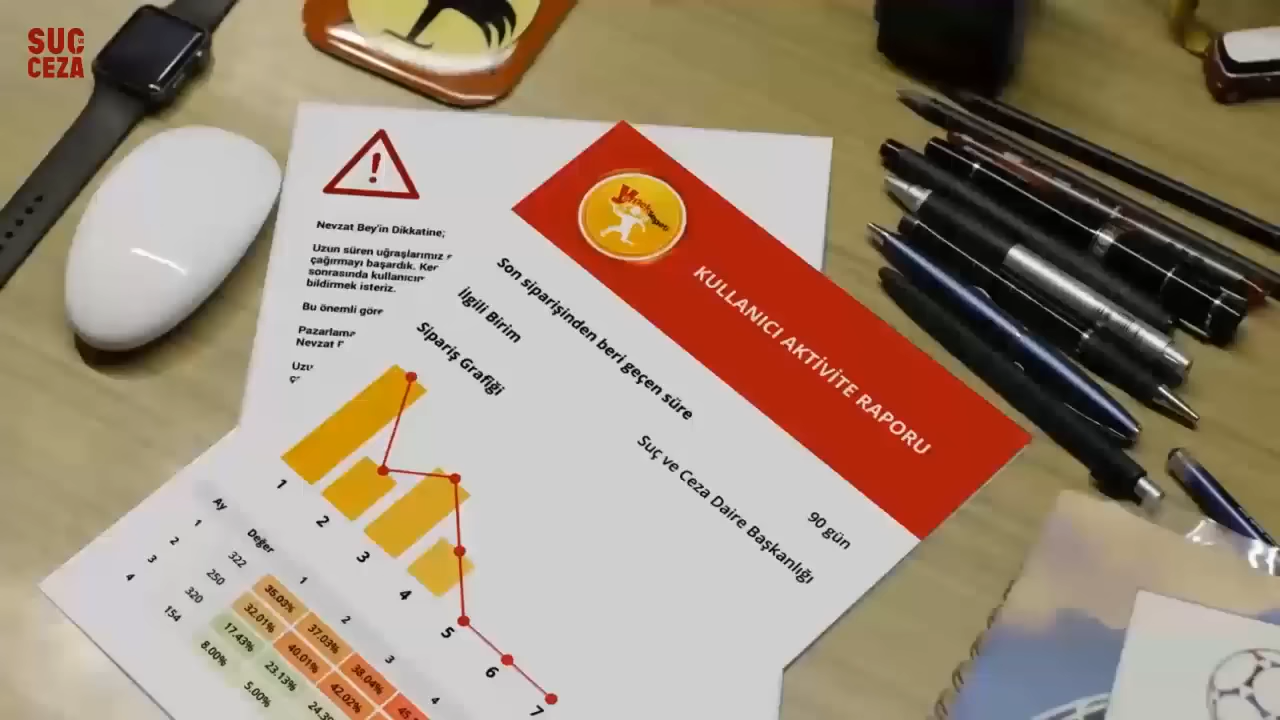 SUÇ
VE
CEZA
Nevzat Bey'in Dikkatine;
Uzun süren uğraşlarımız
çağırmayı başardık.
sonrasında
bildirmek isteriz.
Bu önemli
Nevzat
KULLANICI AKTİVİTE RAPORU
Son siparişinden beri geçen süre
90 gün
İlgili Birim
Suç ve Ceza Daire Başkanlığı
Sipariş Grafiği
1 2 3 4 5 6 7
Ay Değer 1 2 3 4
1 322 35.03% 37.03% 38.04%
2 250 32.01% 40.01% 42.02%
3 320 17.43% 23.13%
4 154 8.00% 5.00%